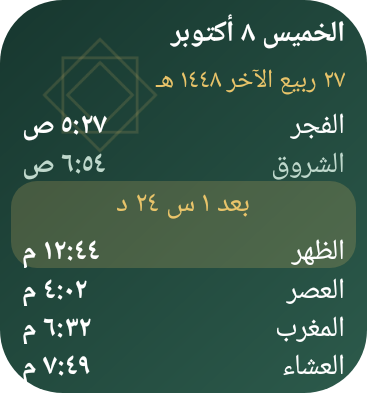 الخميس ٨ أكتوبر
٢٧ ربيع الآخر ١٤٤٨ هـ
الفجر ٥:٢٧ ص
الشروق ٦:٥٤ ص
بعد ١ س ٢٤ د
الظهر ١٢:٤٤ م
العصر ٤:٠٢ م
المغرب ٦:٣٢ م
العشاء ٧:٤٩ م